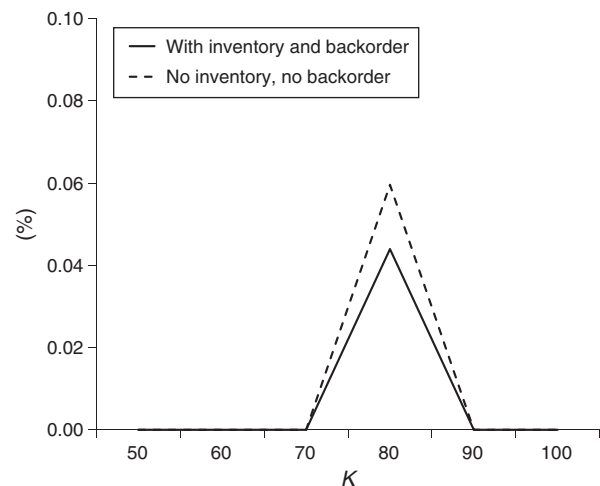 0.10
With inventory and backorder
No inventory, no backorder
0.08
0.06
(%)
0.04
0.02
0.00
50 60 70 80 90 100
K